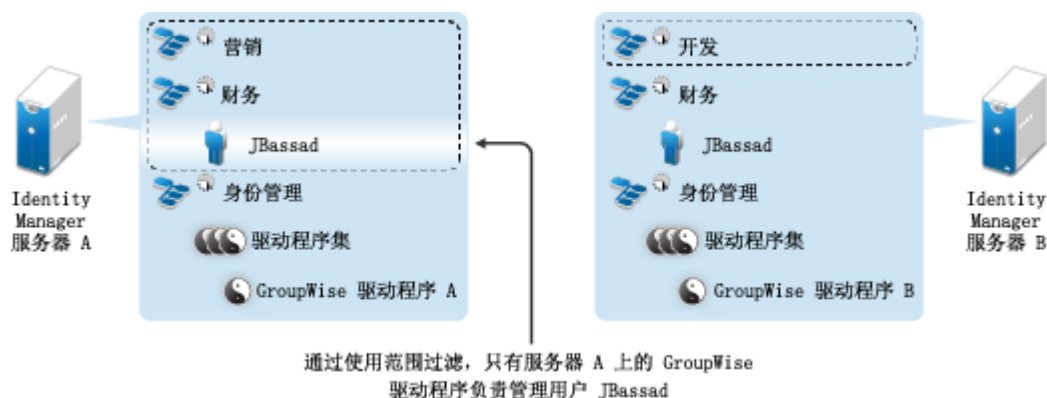 营销
财务
JBassad
身份管理
驱动程序集
GroupWise 驱动程序 A
Identity
Manager
服务器 A
开发
财务
JBassad
身份管理
驱动程序集
GroupWise 驱动程序 B
Identity
Manager
服务器 B
通过使用范围过滤，只有服务器 A 上的 GroupWise
驱动程序负责管理用户 JBassad